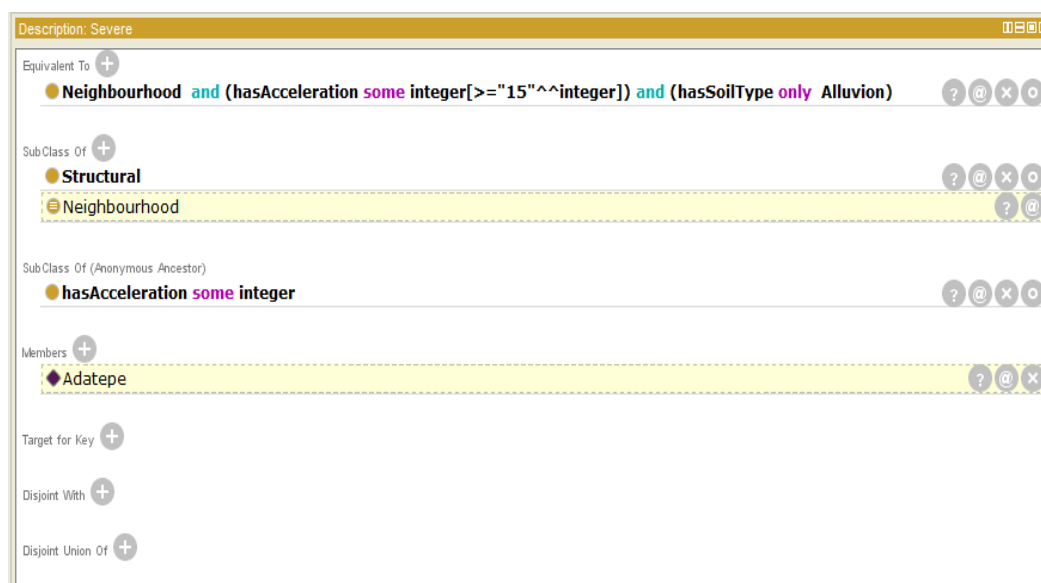 Description: Severe
Equivalent To
Neighbourhood and (hasAcceleration some integer[>="15"^^integer]) and (hasSoilType only Alluvion)
SubClass Of
Structural
Neighbourhood
SubClass Of (Anonymous Ancestor)
hasAcceleration some integer
Members
Adatepe
Target for Key
Disjoint With
Disjoint Union Of